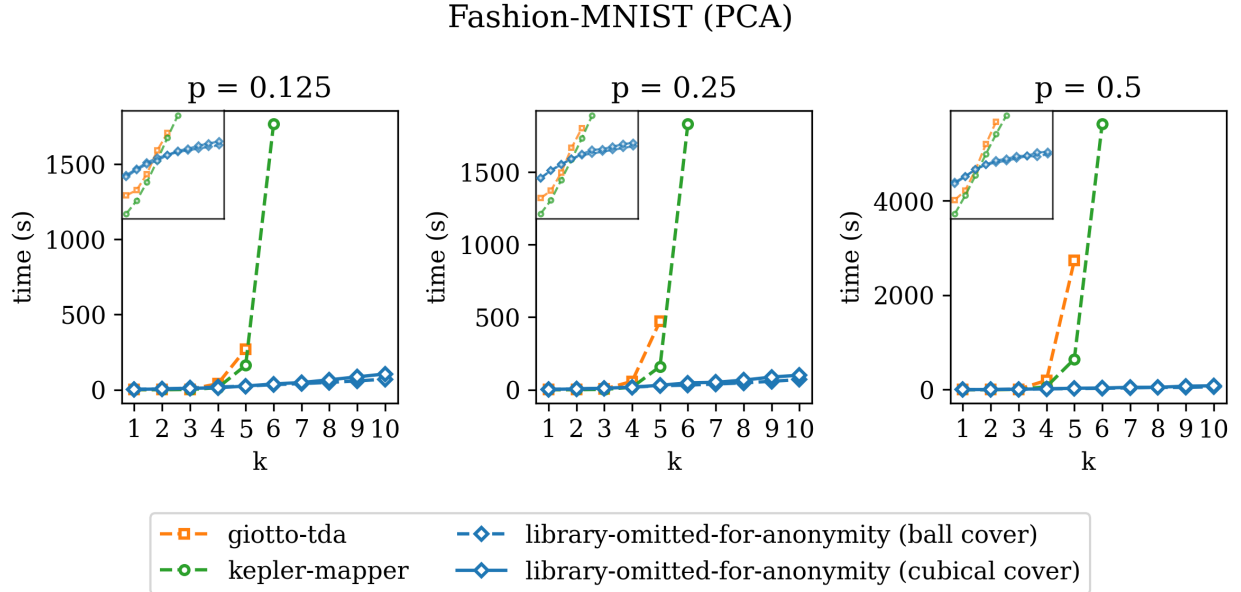 Fashion-MNIST (PCA)
p = 0.125
p = 0.25
p = 0.5
time (s)
1500
1000
500
0
1 2 3 4 5 6 7 8 9 10
k
time (s)
1500
1000
500
0
1 2 3 4 5 6 7 8 9 10
k
time (s)
4000
2000
0
1 2 3 4 5 6 7 8 9 10
k
giotto-tda
kepler-mapper
library-omitted-for-anonymity (ball cover)
library-omitted-for-anonymity (cubical cover)